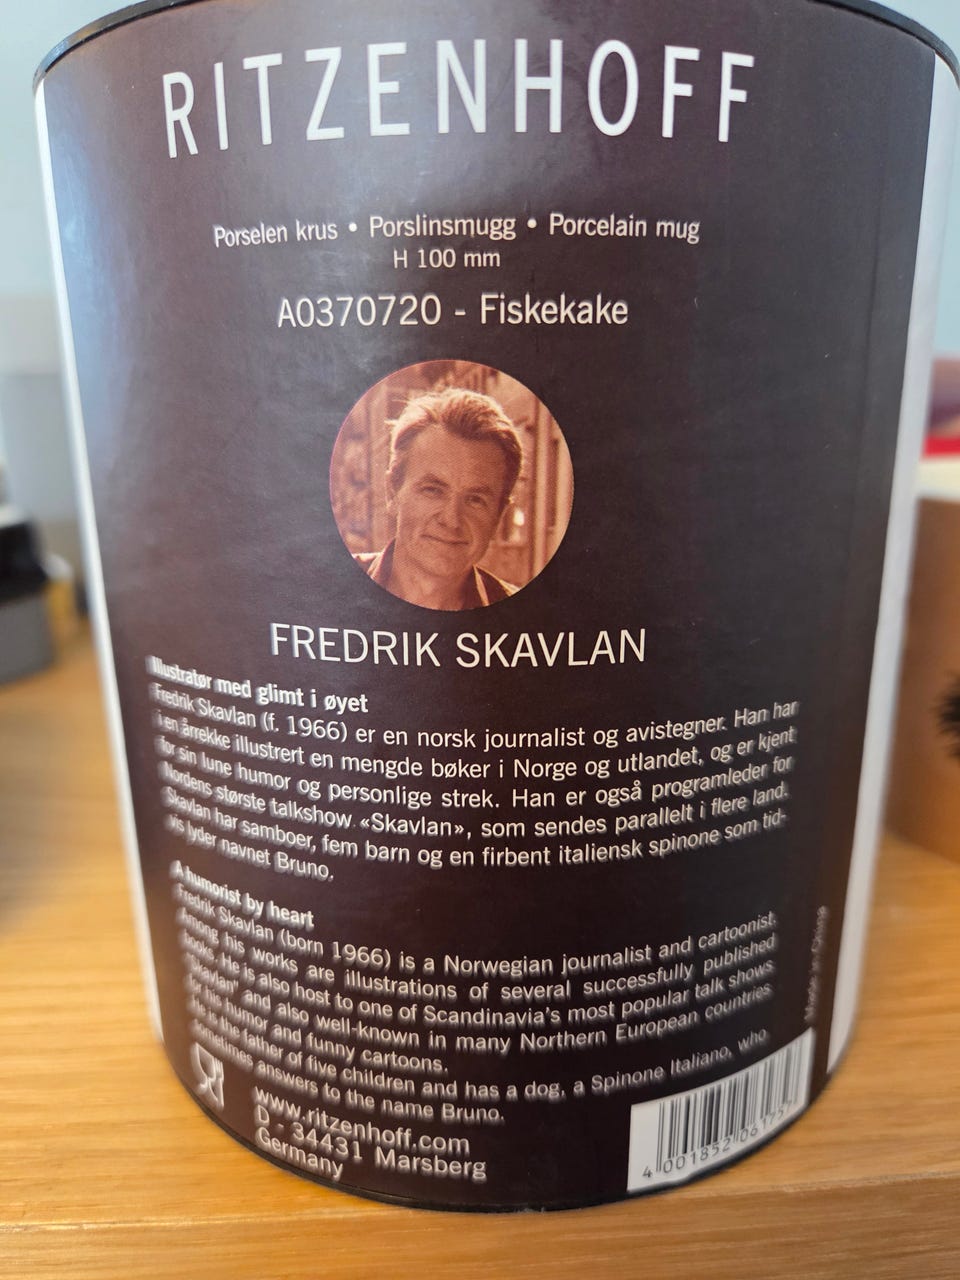 RITZENHOFF
Porselen krus • Porslinsmugg • Porcelain mug
H 100 mm
A0370720 - Fiskekake
FREDRIK SKAVLAN
Illustratør med glimt i øyet
Fredrik Skavlan (f. 1966) er en norsk journalist og avistegner. Han har
i en årrekke illustrert en mengde bøker i Norge og utlandet, og er kjent
for sin lune humor og personlige strek. Han er også programleder for
Nordens største talkshow «Skavlan», som sendes parallelt i flere land.
Skavlan har samboer, fem barn og en firbent italiensk spinone som tid-
vis lyder navnet Bruno.
A humorist by heart
Fredrik Skavlan (born 1966) is a Norwegian journalist and cartoonist.
Among his works are illustrations of several successfully published
books. He is also host to one of Scandinavia's most popular talk shows
"Skavlan" and also well-known in many Northern European countries
for his humor and funny cartoons.
He is the father of five children and has a dog, a Spinone Italiano, who
sometimes answers to the name Bruno.
www.ritzenhoff.com
D - 34431 Marsberg
Germany
Made in China
4 001852 061757